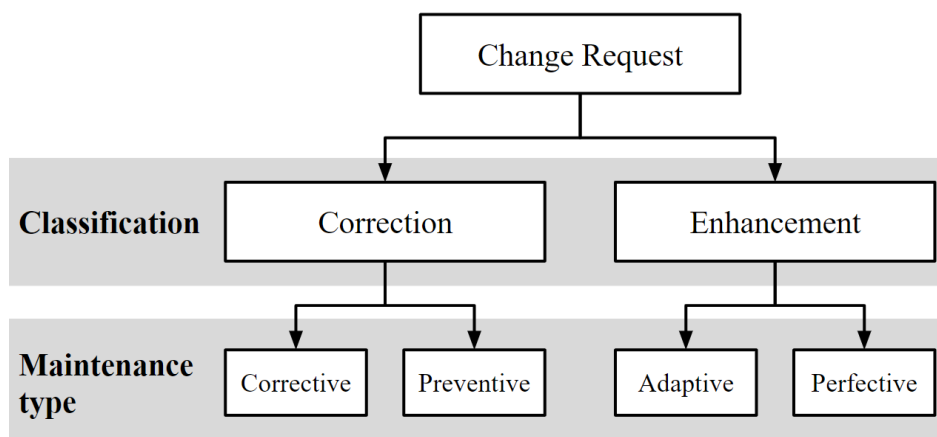 Change Request
Classification
Correction
Enhancement
Maintenance
type
Corrective
Preventive
Adaptive
Perfective